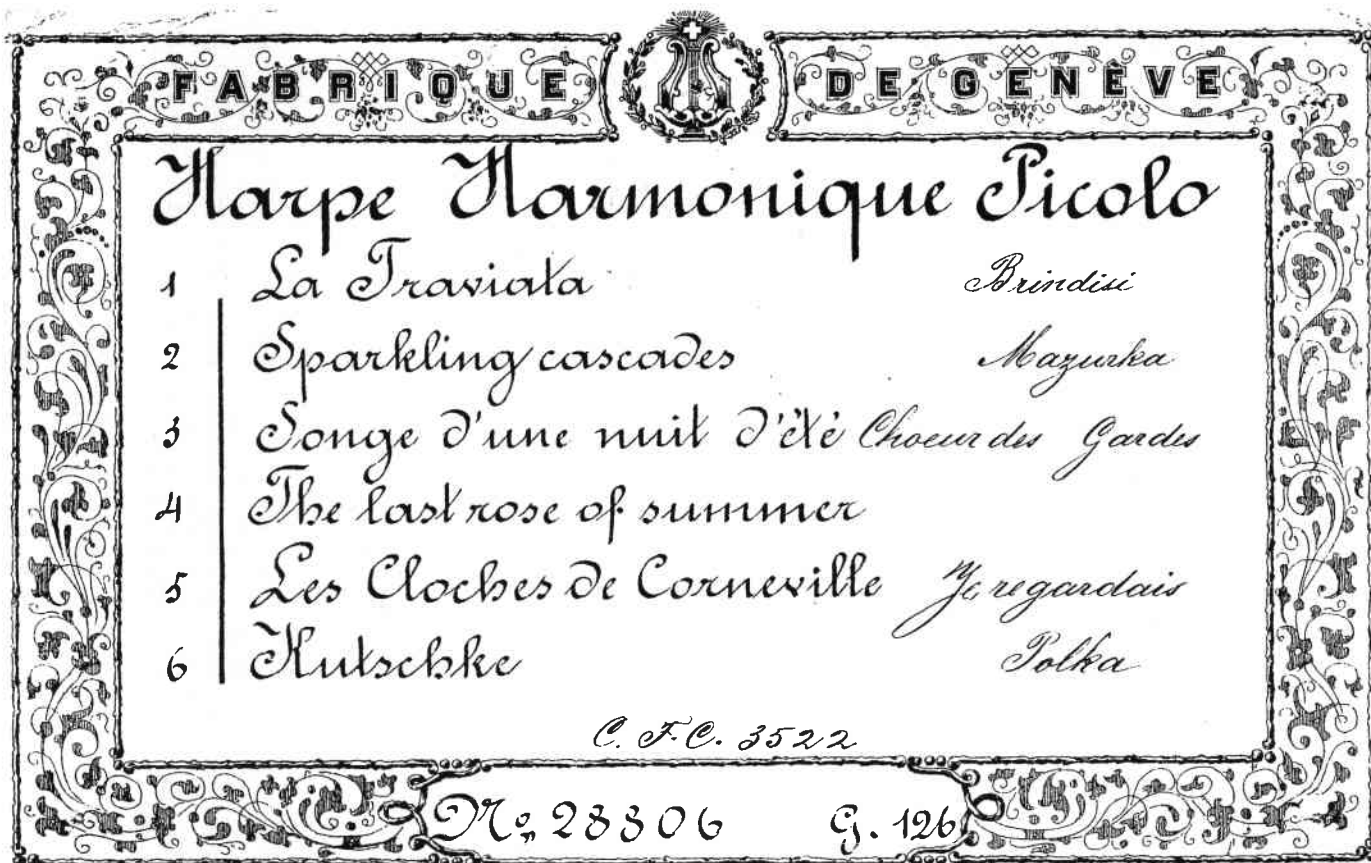 FABRIQUE DE GENÈVE
Harpe Harmonique Picolo
1 La Traviata Brindisi
2 Sparkling cascades Mazurka
3 Songe d'une nuit d'été Choeur des Gardes
4 The last rose of summer
5 Les Cloches de Corneville Je regardais
6 Kutschke Polka
C. F. C. 3522
No 28806 G. 126